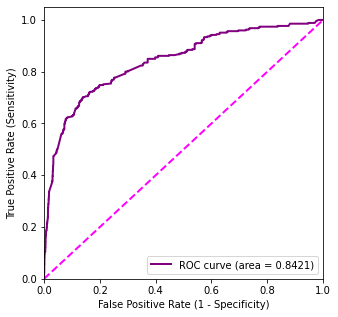 1.0
0.8
0.6
0.4
0.2
0.0
True Positive Rate (Sensitivity)
ROC curve (area = 0.8421)
0.0 0.2 0.4 0.6 0.8 1.0
False Positive Rate (1 - Specificity)